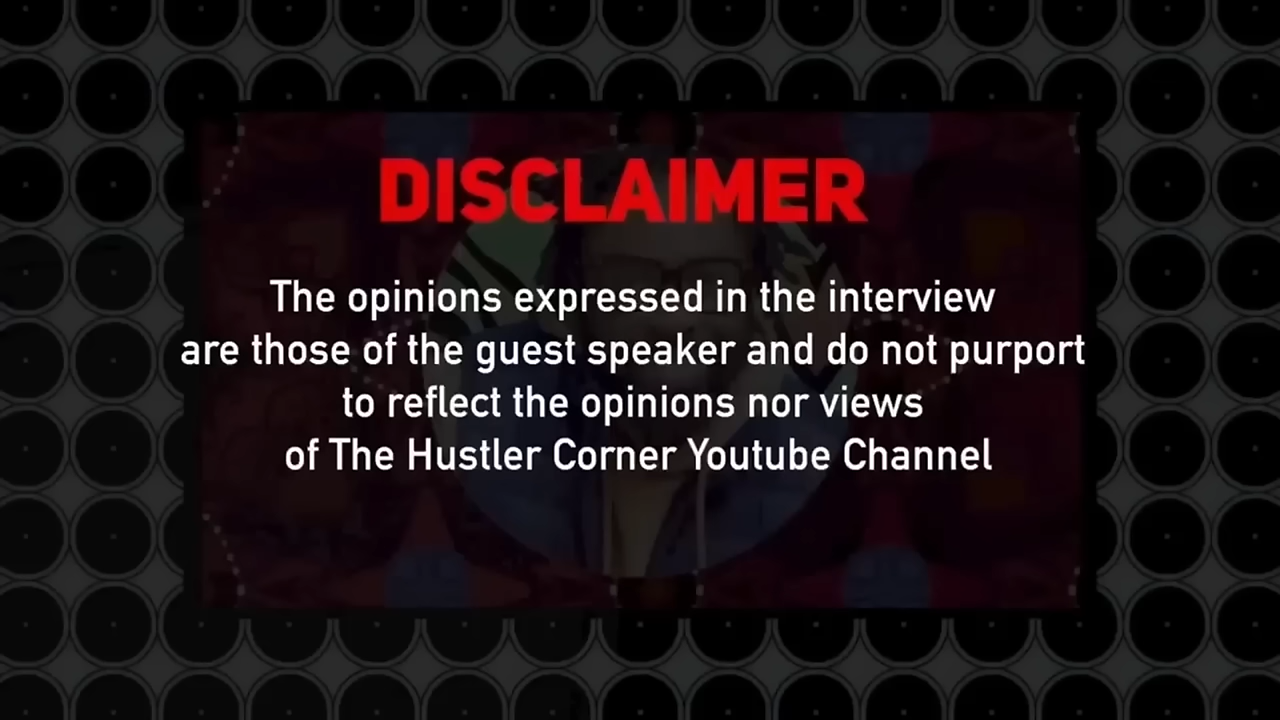 DISCLAIMER
The opinions expressed in the interview
are those of the guest speaker and do not purport
to reflect the opinions nor views
of The Hustler Corner Youtube Channel